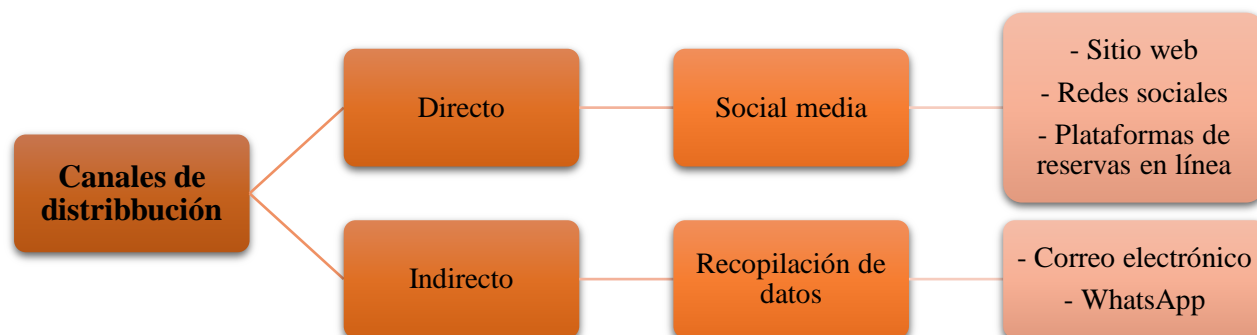 Canales de
distribbución
Directo
Social media
- Sitio web
- Redes sociales
- Plataformas de
reservas en línea
Indirecto
Recopilación de
datos
- Correo electrónico
- WhatsApp